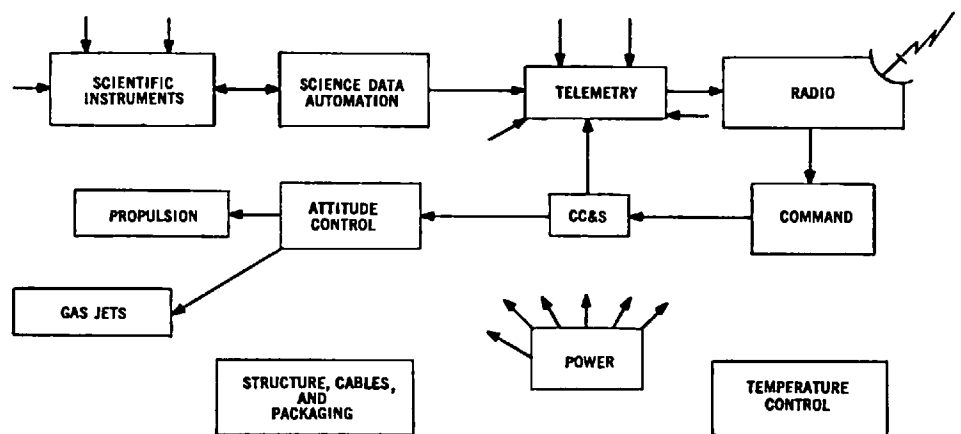 SCIENTIFIC
INSTRUMENTS
SCIENCE DATA
AUTOMATION
TELEMETRY
RADIO
PROPULSION
ATTITUDE
CONTROL
CC&S
COMMAND
GAS JETS
STRUCTURE, CABLES,
AND
PACKAGING
POWER
TEMPERATURE
CONTROL